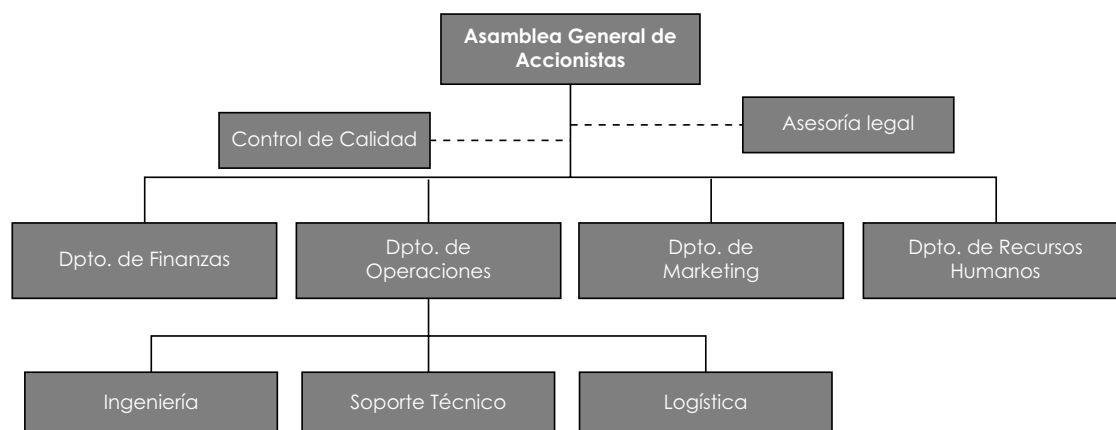 Asamblea General de
Accionistas
Asesoría legal
Control de Calidad
Dpto. de Finanzas
Dpto. de
Operaciones
Dpto. de
Marketing
Dpto. de Recursos
Humanos
Ingeniería
Soporte Técnico
Logística